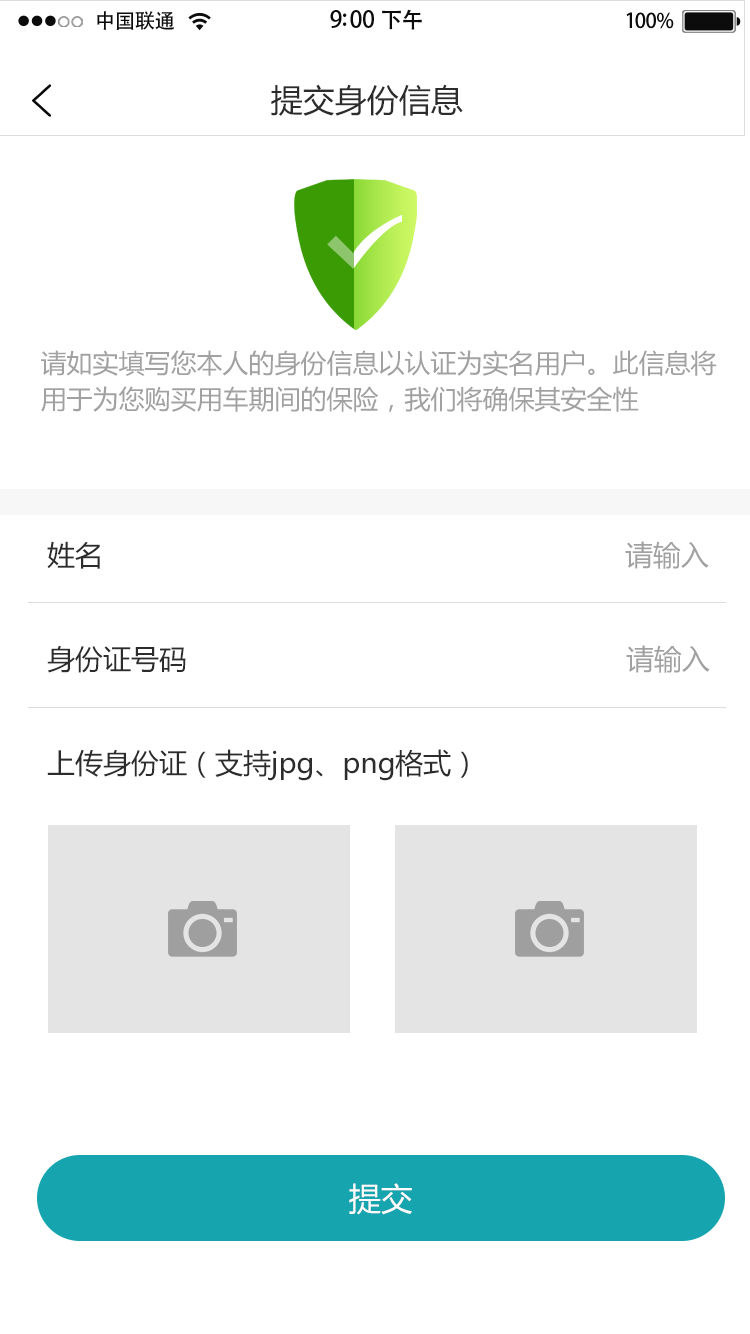 中国联通 9:00 下午 100%
提交身份信息
请如实填写您本人的身份信息以认证为实名用户。此信息将
用于为您购买用车期间的保险，我们将确保其安全性
姓名 请输入
身份证号码 请输入
上传身份证（支持jpg、png格式）
提交